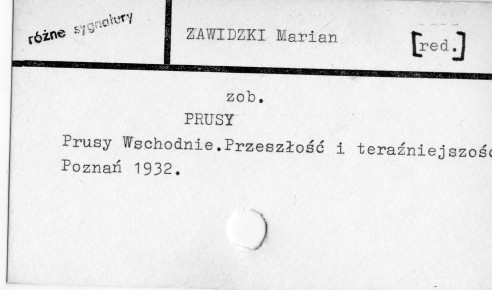 różne sygnatury
ZAWIDZKI Marian [red.]
zob.
PRUSY
Prusy Wschodnie.Przeszłość i teraźniejszość
Poznań 1932.